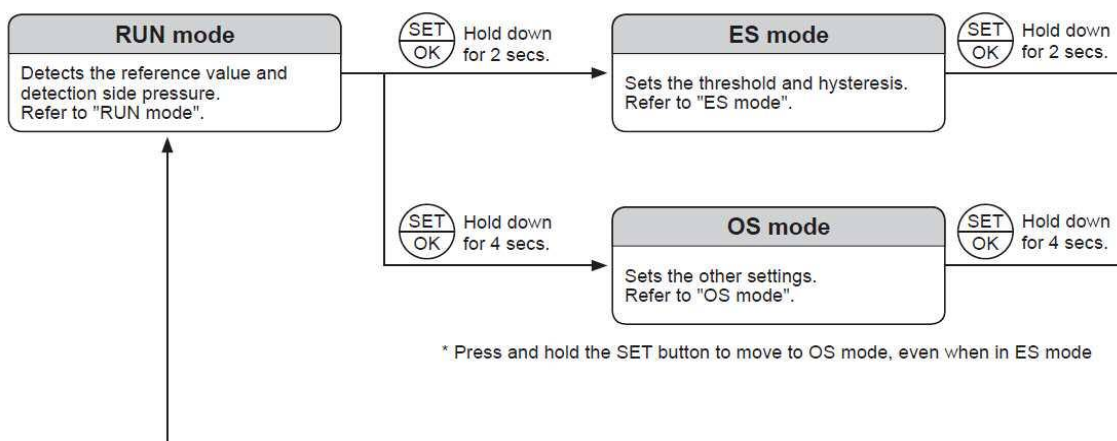 RUN mode
Detects the reference value and
detection side pressure.
Refer to "RUN mode".
SET
OK
Hold down
for 2 secs.
ES mode
Sets the threshold and hysteresis.
Refer to "ES mode".
SET
OK
Hold down
for 2 secs.
SET
OK
Hold down
for 4 secs.
OS mode
Sets the other settings.
Refer to "OS mode".
SET
OK
Hold down
for 4 secs.
* Press and hold the SET button to move to OS mode, even when in ES mode